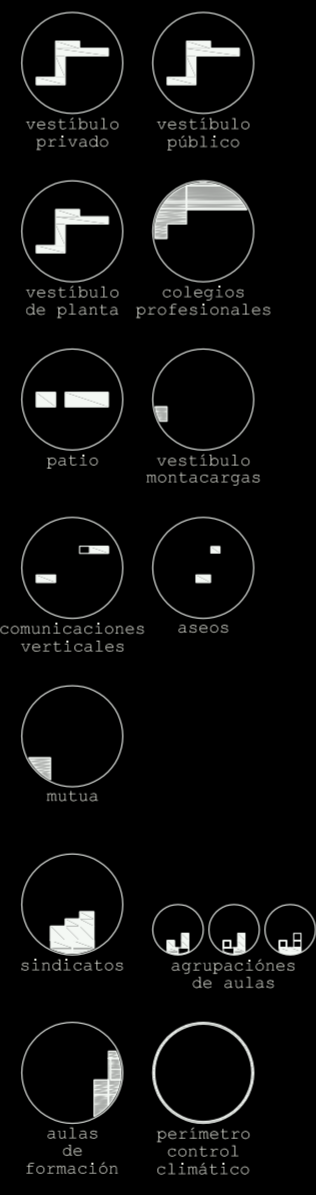 vestíbulo
privado
vestíbulo
público
vestíbulo
de planta
colegios
profesionales
patio
vestíbulo
montacargas
comunicaciones
verticales
aseos
mutua
sindicatos
agrupaciónes
de aulas
aulas
de
formación
perímetro
control
climático